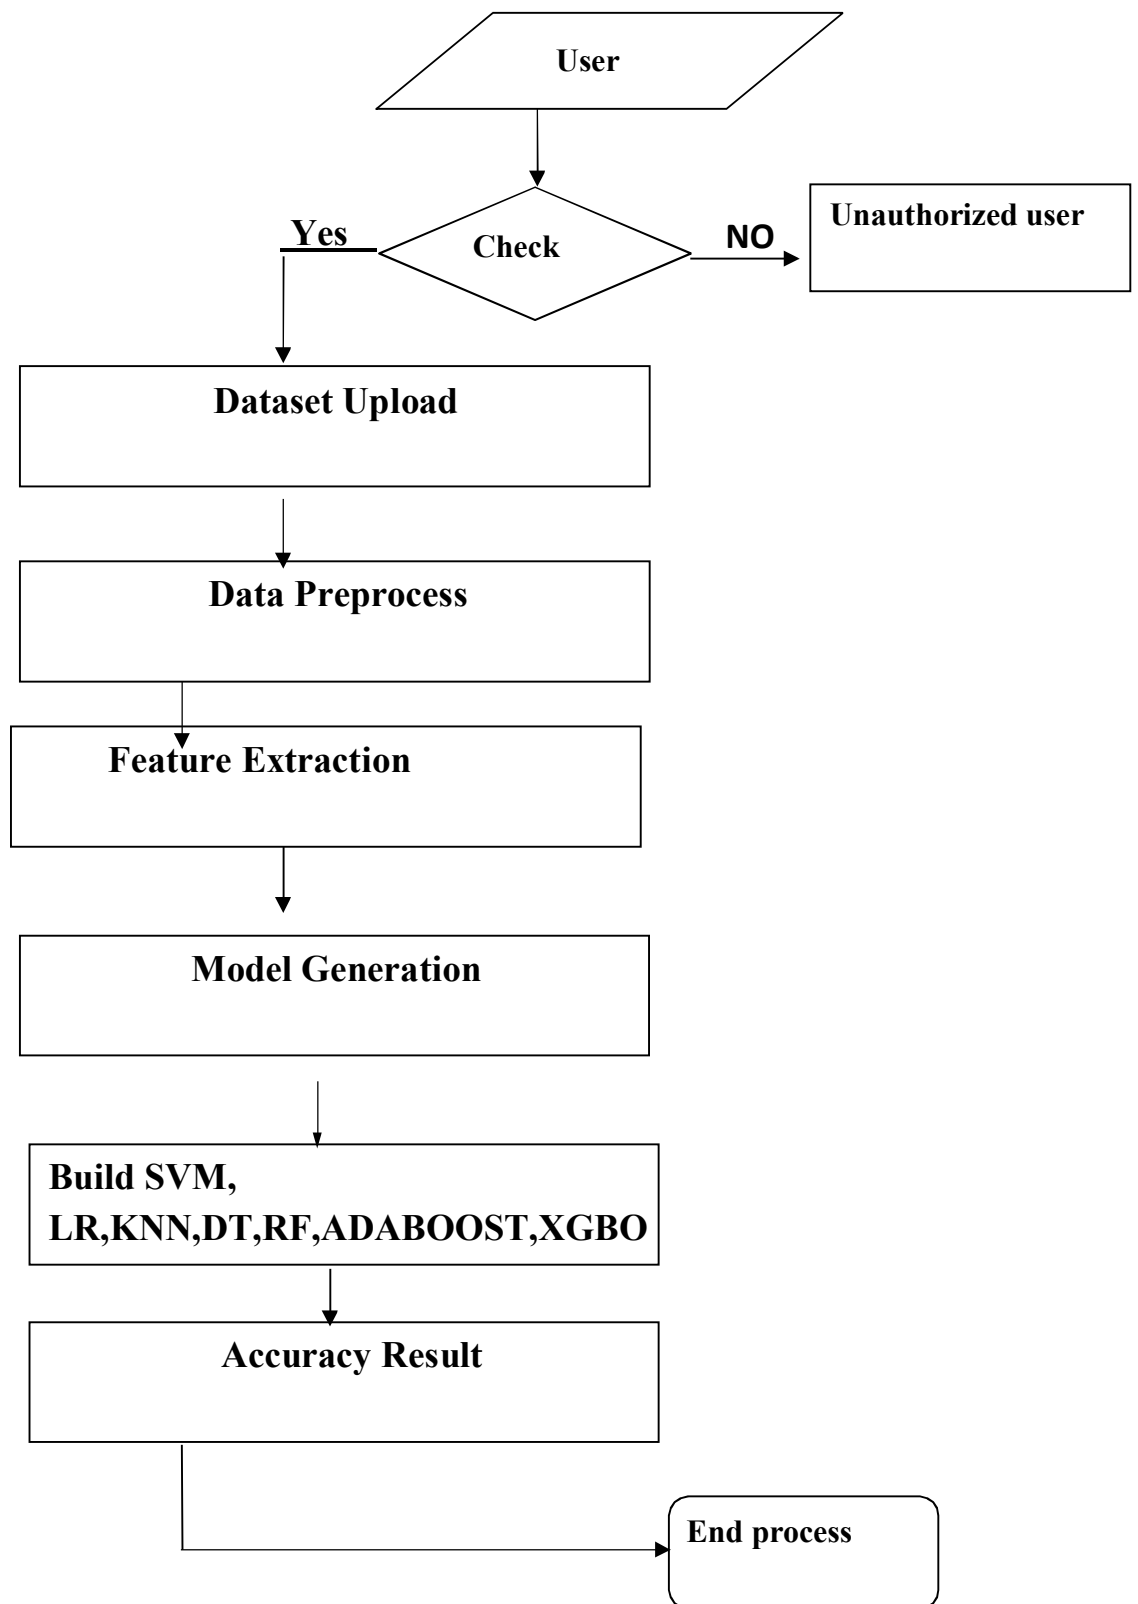 User
Check
Yes
NO
Unauthorized user
Dataset Upload
Data Preprocess
Feature Extraction
Model Generation
Build SVM,
LR,KNN,DT,RF,ADABOOST,XGBO
Accuracy Result
End process